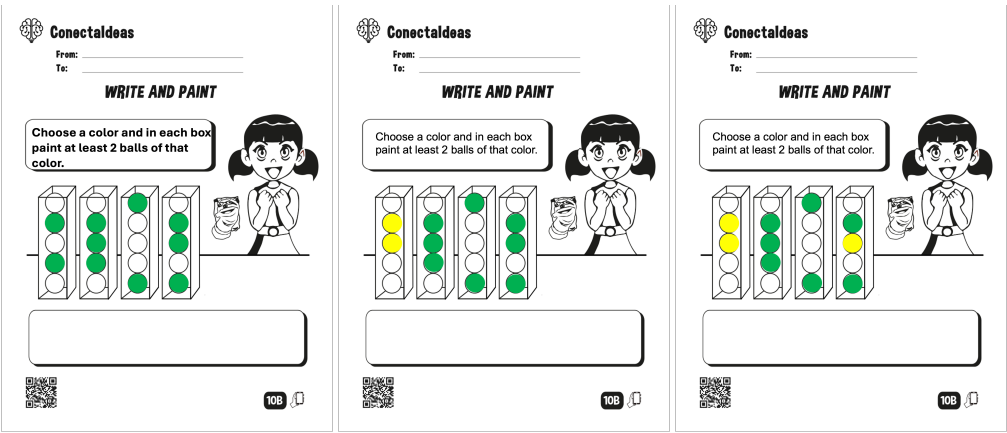 ConectaIdeas
From:
To:
WRITE AND PAINT
Choose a color and in each box
paint at least 2 balls of that
color.
10B
ConectaIdeas
From:
To:
WRITE AND PAINT
Choose a color and in each box
paint at least 2 balls of that color.
10B
ConectaIdeas
From:
To:
WRITE AND PAINT
Choose a color and in each box
paint at least 2 balls of that color.
10B